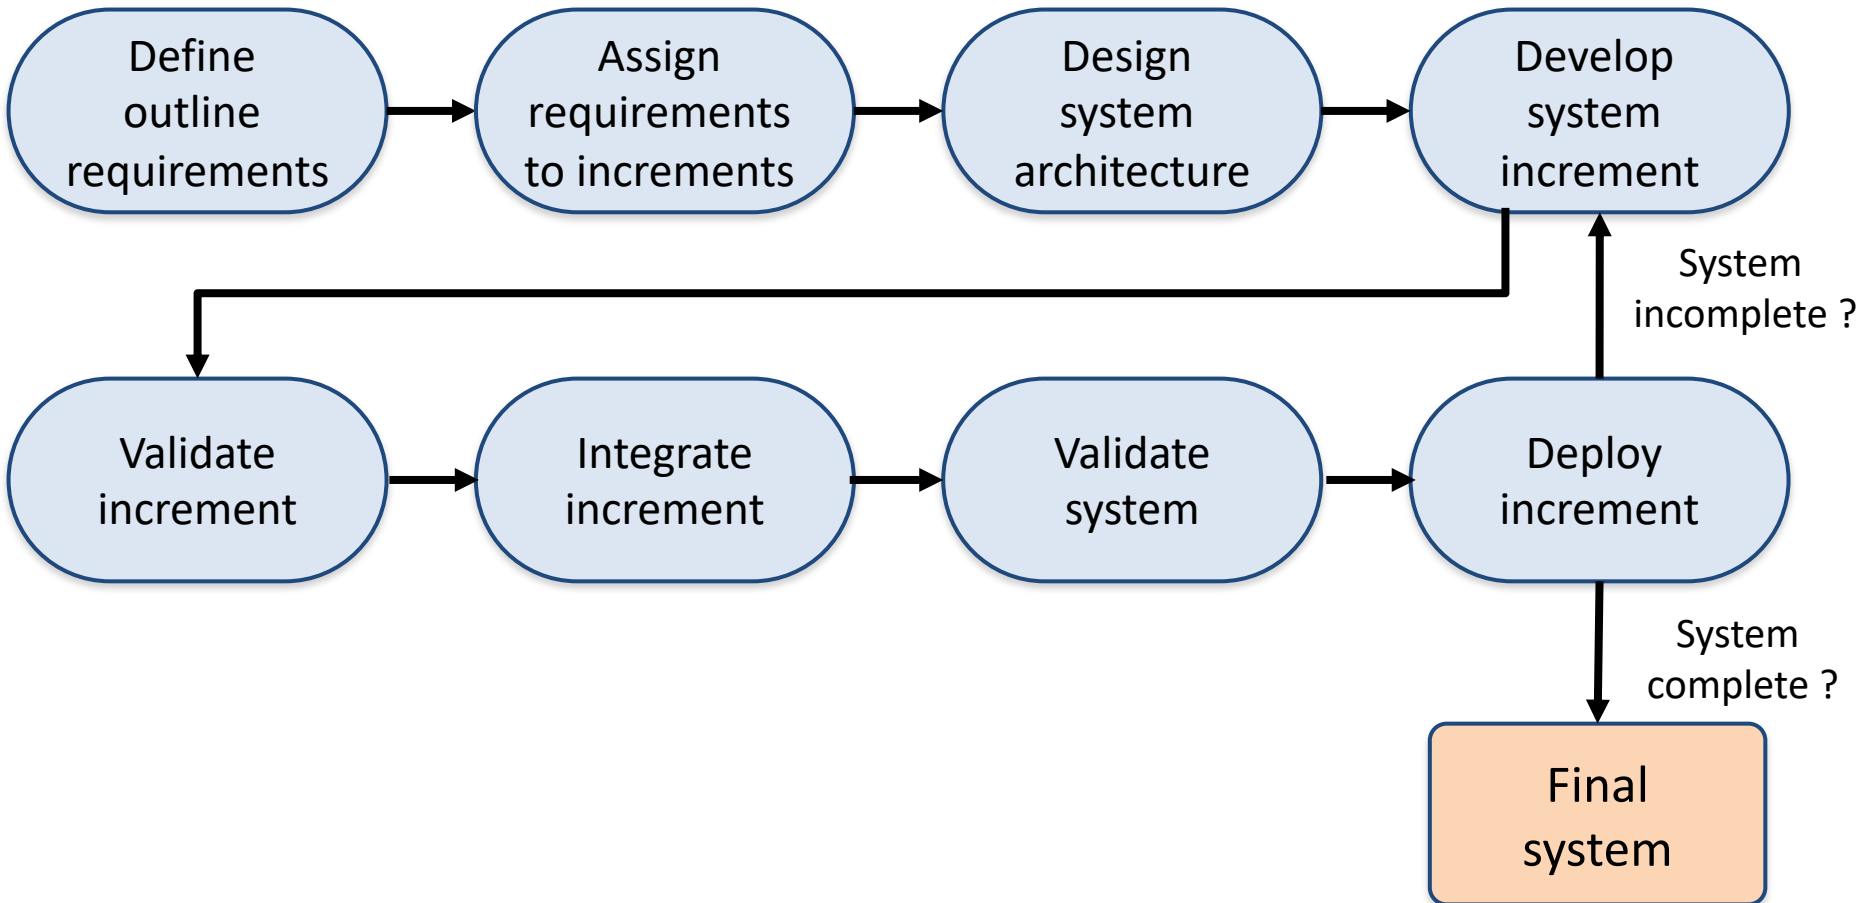 Define
outline
requirements
Assign
requirements
to increments
Design
system
architecture
Develop
system
increment
System
incomplete ?
Validate
increment
Integrate
increment
Validate
system
Deploy
increment
System
complete ?
Final
system